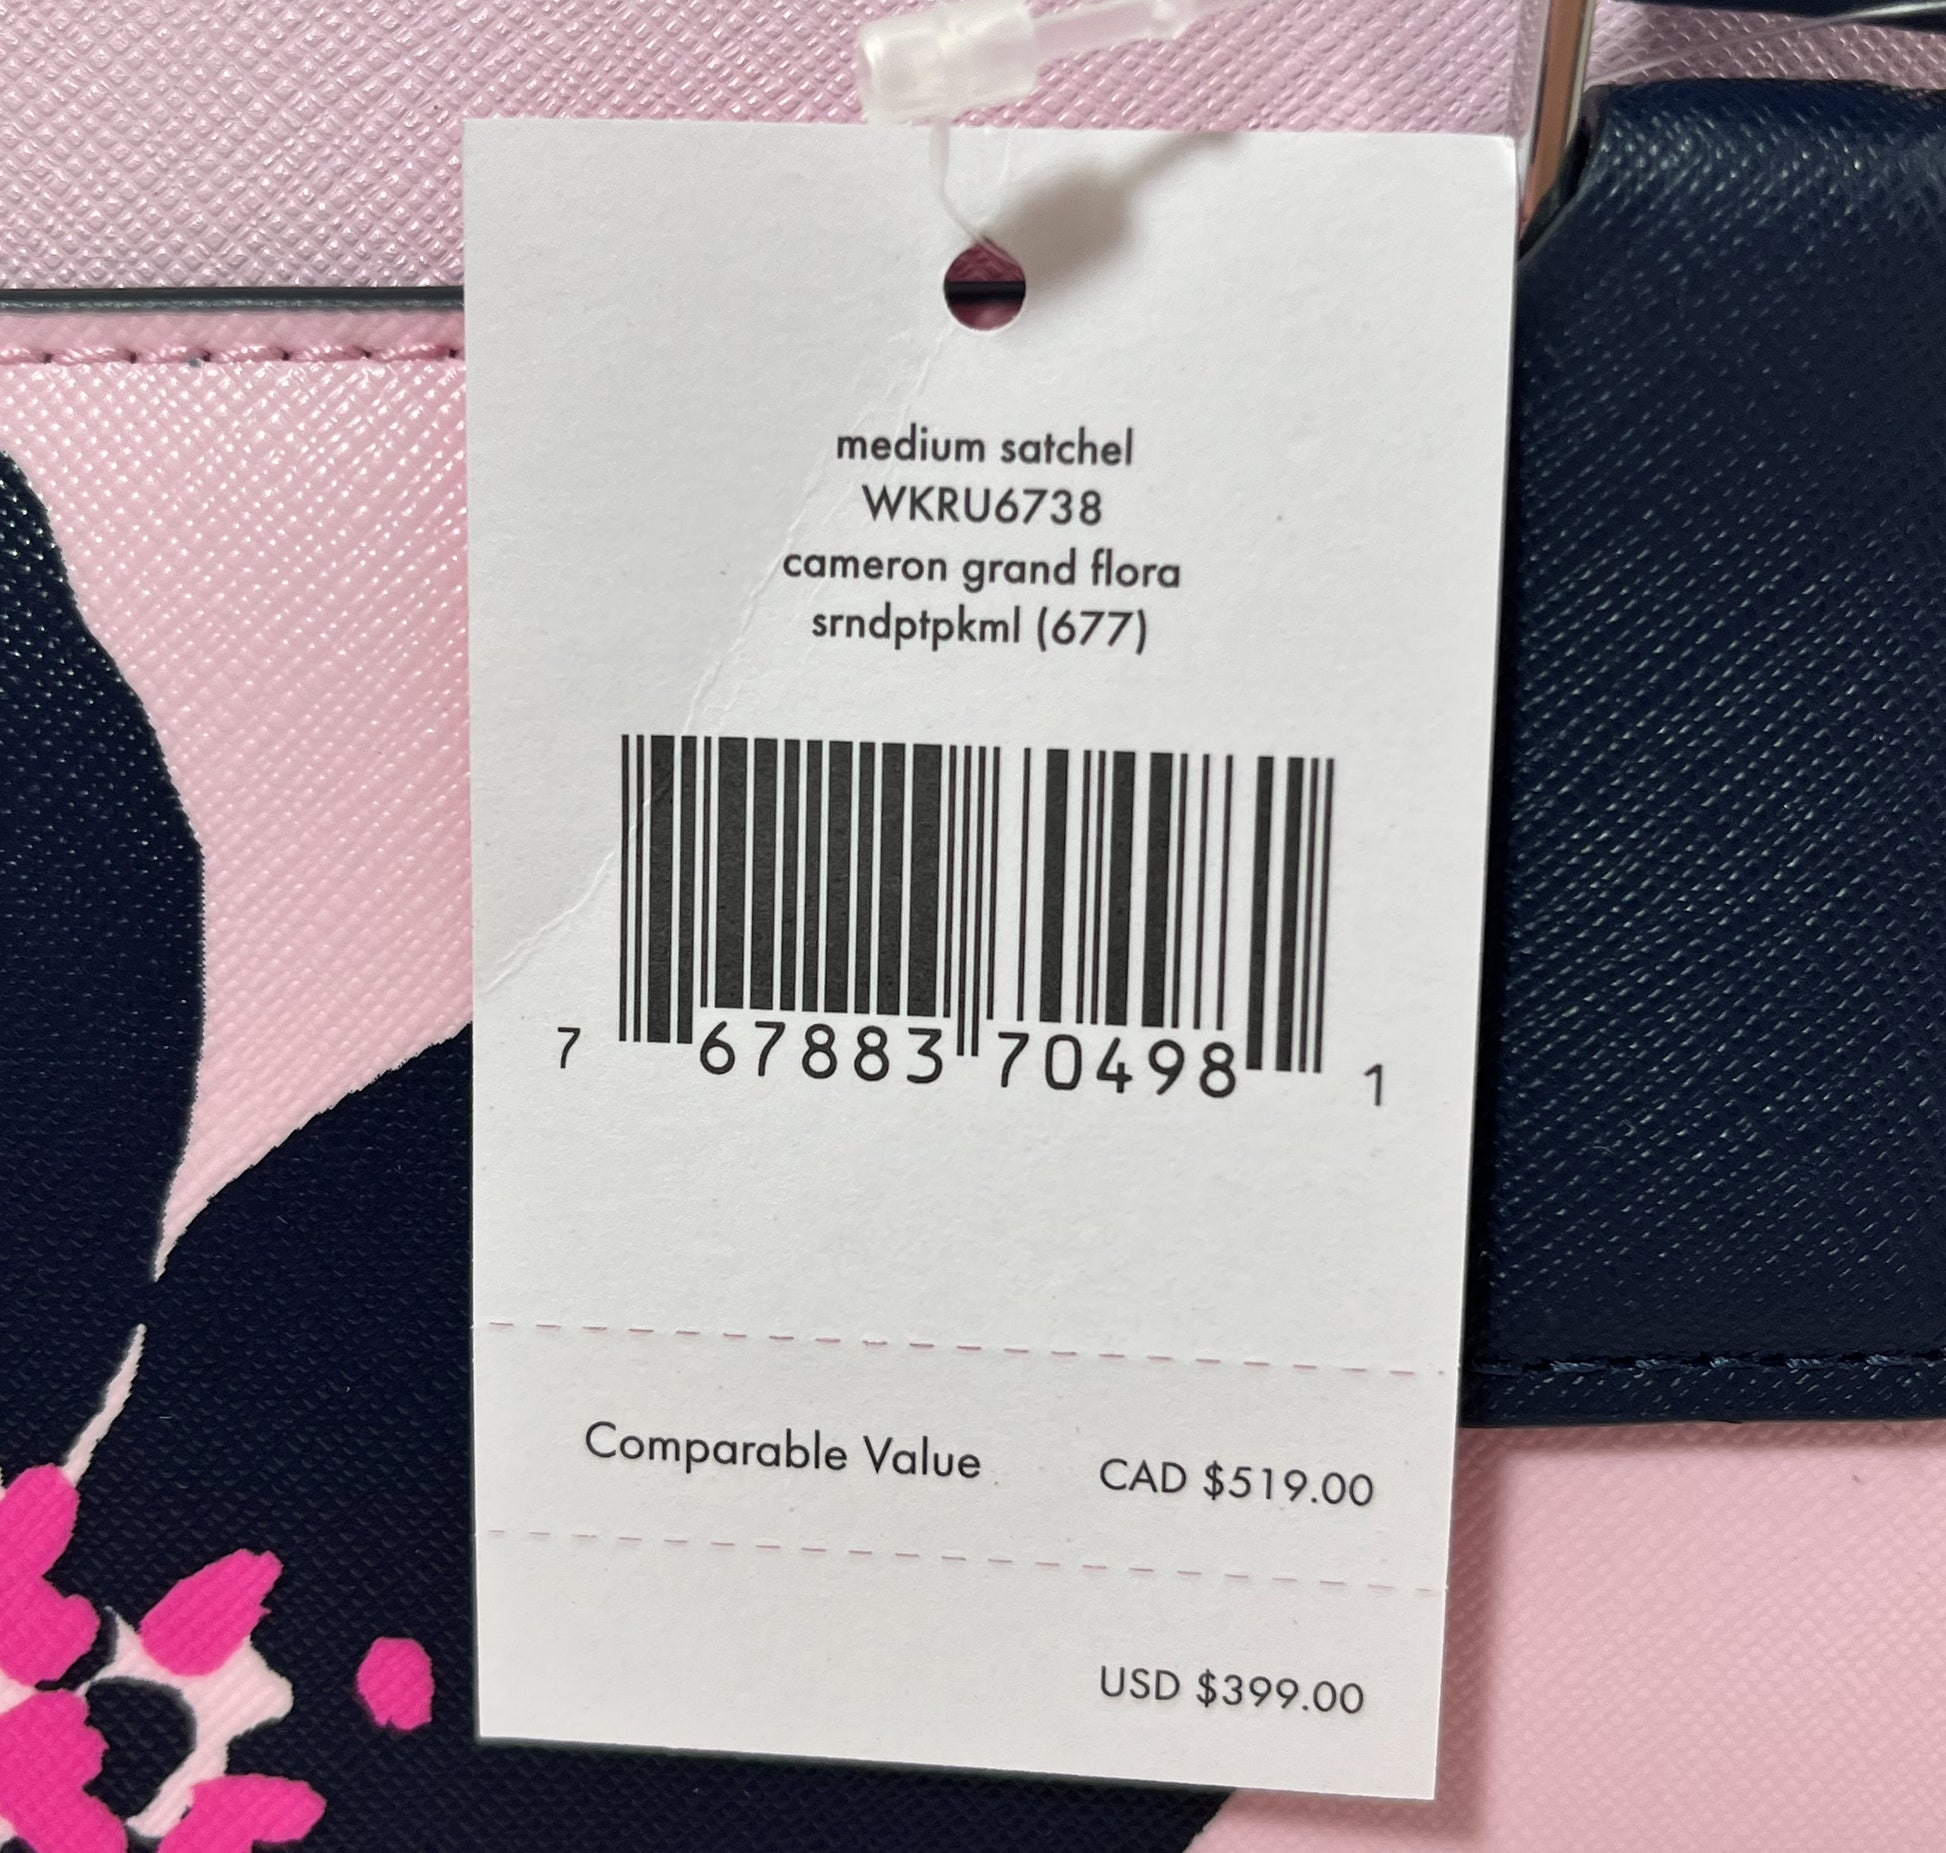 medium satchel
WKRU6738
cameron grand flora
srndptpkml (677)
7 67883 70498 1
Comparable Value CAD $519.00
USD $399.00